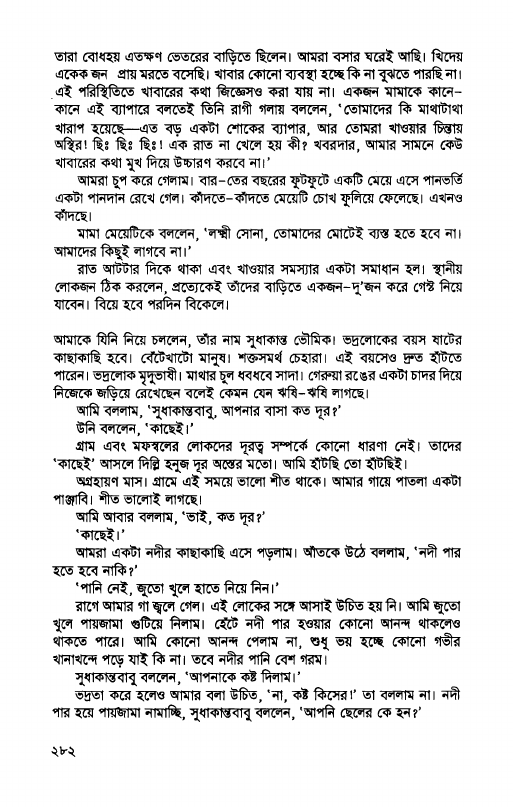 তারা বোধহয় এতক্ষণ ভেতরের বাড়িতে ছিলেন। আমরা বসার ঘরেই আছি। খিদেয়
একেক জন প্রায় মরতে বসেছি। খাবার কোনো ব্যবস্থা হচ্ছে কি না বুঝতে পারছি না।
এই পরিস্থিতিতে খাবারের কথা জিজ্ঞেসও করা যায় না। একজন মামাকে কানে-
কানে এই ব্যাপারে বলতেই তিনি রাগী গলায় বললেন, ‘তোমাদের কি মাথাটাথা
খারাপ হয়েছে—এত বড় একটা শোকের ব্যাপার, আর তোমরা খাওয়ার চিন্তায়
অস্থির! ছিঃ ছিঃ ছিঃ! এক রাত না খেলে হয় কী? খবরদার, আমার সামনে কেউ
খাবারের কথা মুখ দিয়ে উচ্চারণ করবে না।’
আমরা চুপ করে গেলাম। বার-তের বছরের ফুটফুটে একটি মেয়ে এসে পানভর্তি
একটা পানদান রেখে গেল। কাঁদতে-কাঁদতে মেয়েটি চোখ ফুলিয়ে ফেলেছে। এখনও
কাঁদছে।
মামা মেয়েটিকে বললেন, ‘লক্ষ্মী সোনা, তোমাদের মোটেই ব্যস্ত হতে হবে না।
আমাদের কিছুই লাগবে না।’
রাত আটটার দিকে থাকা এবং খাওয়ার সমস্যার একটা সমাধান হল। স্থানীয়
লোকজন ঠিক করলেন, প্রত্যেকেই তাঁদের বাড়িতে একজন-দু'জন করে গেস্ট নিয়ে
যাবেন। বিয়ে হবে পরদিন বিকেলে।
আমাকে যিনি নিয়ে চললেন, তাঁর নাম সুধাকান্ত ভৌমিক। ভদ্রলোকের বয়স ষাটের
কাছাকাছি হবে। বেঁটেখাটো মানুষ। শক্তসমর্থ চেহারা। এই বয়সেও দ্রুত হাঁটতে
পারেন। ভদ্রলোক মৃদুভাষী। মাথার চুল ধবধবে সাদা। গেরুয়া রঙের একটা চাদর দিয়ে
নিজেকে জড়িয়ে রেখেছেন বলেই কেমন যেন ঋষি-ঋষি লাগছে।
আমি বললাম, ‘সুধাকান্তবাবু, আপনার বাসা কত দূর?’
উনি বললেন, ‘কাছেই।’
গ্রাম এবং মফস্বলের লোকদের দূরত্ব সম্পর্কে কোনো ধারণা নেই। তাদের
‘কাছেই’ আসলে দিল্লি হনুজ দূর অস্তের মতো। আমি হাঁটছি তো হাঁটছিই।
অগ্রহায়ণ মাস। গ্রামে এই সময়ে ভালো শীত থাকে। আমার গায়ে পাতলা একটা
পাঞ্জাবি। শীত ভালোই লাগছে।
আমি আবার বললাম, ‘ভাই, কত দূর?’
‘কাছেই।’
আমরা একটা নদীর কাছাকাছি এসে পড়লাম। আঁতকে উঠে বললাম, ‘নদী পার
হতে হবে নাকি?’
‘পানি নেই, জুতো খুলে হাতে নিয়ে নিন।’
রাগে আমার গা জ্বলে গেল। এই লোকের সঙ্গে আসাই উচিত হয় নি। আমি জুতো
খুলে পায়জামা গুটিয়ে নিলাম। হেঁটে নদী পার হওয়ার কোনো আনন্দ থাকলেও
থাকতে পারে। আমি কোনো আনন্দ পেলাম না, শুধু ভয় হচ্ছে কোনো গভীর
খানাখন্দে পড়ে যাই কি না। তবে নদীর পানি বেশ গরম।
সুধাকান্তবাবু বললেন, ‘আপনাকে কষ্ট দিলাম।’
ভদ্রতা করে হলেও আমার বলা উচিত, ‘না, কষ্ট কিসের!’ তা বললাম না। নদী
পার হয়ে পায়জামা নামাচ্ছি, সুধাকান্তবাবু বললেন, ‘আপনি ছেলের কে হন?’
২৮২